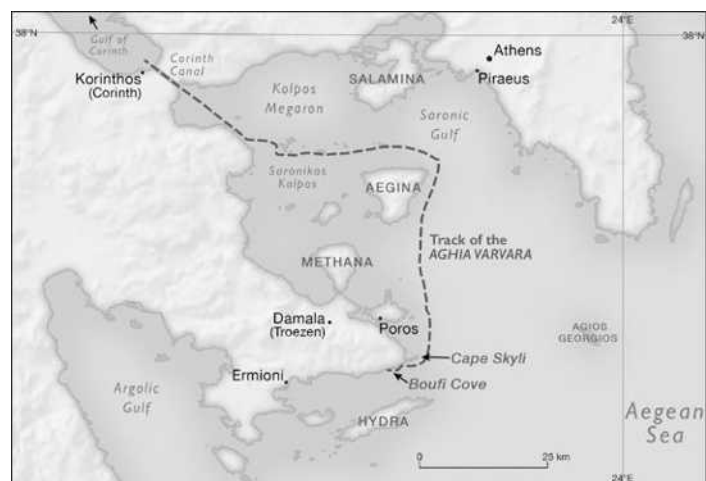 24°E
38°N
38°N
Gulf of
Corinth
Corinth
Canal
Athens
Korinthos
(Corinth)
Kolpos
Megaron
SALAMINA
Piraeus
Saronic
Gulf
Saronikos
Kolpos
AEGINA
Track of the
AGHIA VARVARA
METHANA
Damala
(Troezen)
Poros
AGIOS
GEORGIOS
Cape Skyli
Ermioni
Boufi Cove
Argolic
Gulf
HYDRA
Aegean
Sea
0
25 km
24°E